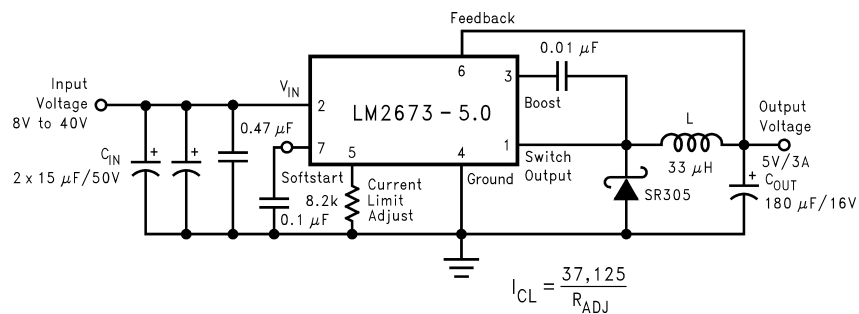 Feedback
0.01 μF
Input
Voltage
8V to 40V
V_IN
6
3
2
LM2673 – 5.0
Boost
L
Output
Voltage
0.47 μF
7
1
5
4
Switch
Output
33 μH
5V/3A
C_IN
2 x 15 μF/50V
Softstart
8.2k
Current
Limit
Adjust
Ground
SR305
C_OUT
180 μF/16V
0.1 μF
+
+
+
I_CL = 37,125 / R_ADJ